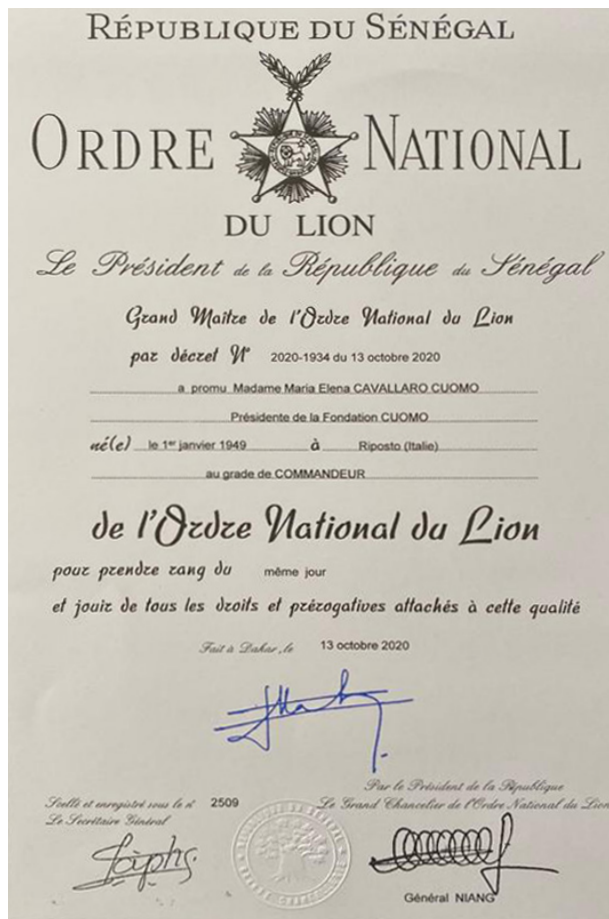 RÉPUBLIQUE DU SÉNÉGAL
ORDRE NATIONAL
DU LION
Le Président de la République du Sénégal
Grand Maître de l'Ordre National du Lion
par décret N° 2020-1934 du 13 octobre 2020
a promu Madame Maria Elena CAVALLARO CUOMO
Présidente de la Fondation CUOMO
né(e) le 1er janvier 1949 à Riposto (Italie)
au grade de COMMANDEUR
de l'Ordre National du Lion
pour prendre rang du même jour
et jouir de tous les droits et prérogatives attachés à cette qualité
Fait à Dakar, le 13 octobre 2020
Par le Président de la République
Scellé et enregistré sous le n° 2509 Le Grand Chancelier de l'Ordre National du Lion
Le Secrétaire Général
Général NIANG